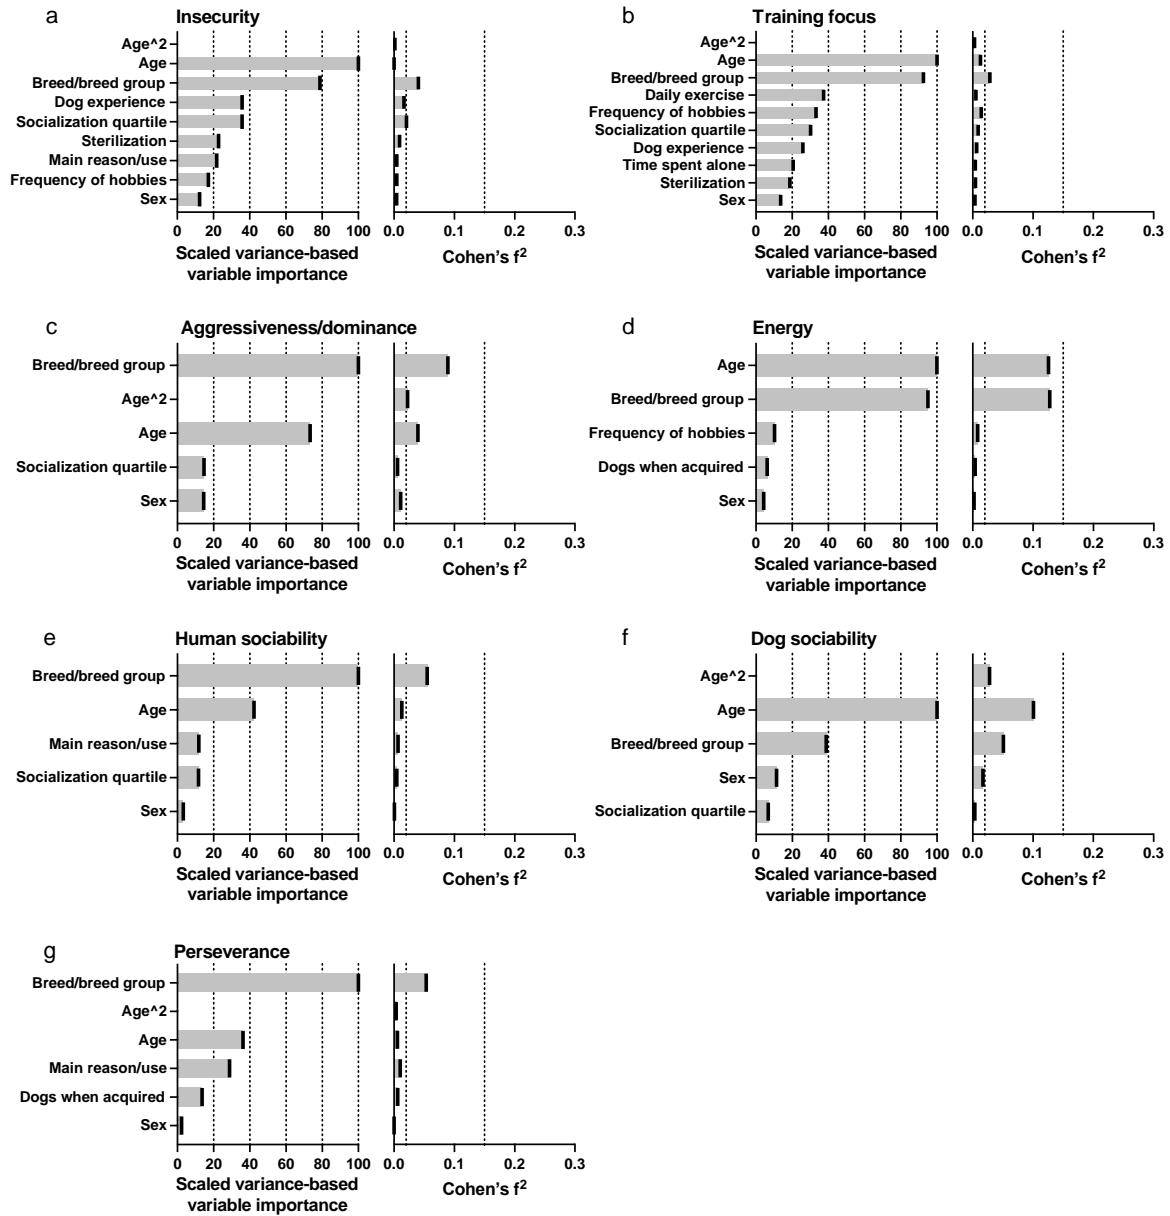 a
Insecurity
Age^2
Age
Breed/breed group
Dog experience
Socialization quartile
Sterilization
Main reason/use
Frequency of hobbies
Sex
0 20 40 60 80 100
0.0 0.1 0.2 0.3
Scaled variance-based
variable importance
Cohen's f²
b
Training focus
Age^2
Age
Breed/breed group
Daily exercise
Frequency of hobbies
Socialization quartile
Dog experience
Time spent alone
Sterilization
Sex
0 20 40 60 80 100
0.0 0.1 0.2 0.3
Scaled variance-based
variable importance
Cohen's f²
c
Aggressiveness/dominance
Breed/breed group
Age^2
Age
Socialization quartile
Sex
0 20 40 60 80 100
0.0 0.1 0.2 0.3
Scaled variance-based
variable importance
Cohen's f²
d
Energy
Age
Breed/breed group
Frequency of hobbies
Dogs when acquired
Sex
0 20 40 60 80 100
0.0 0.1 0.2 0.3
Scaled variance-based
variable importance
Cohen's f²
e
Human sociability
Breed/breed group
Age
Main reason/use
Socialization quartile
Sex
0 20 40 60 80 100
0.0 0.1 0.2 0.3
Scaled variance-based
variable importance
Cohen's f²
f
Dog sociability
Age^2
Age
Breed/breed group
Sex
Socialization quartile
0 20 40 60 80 100
0.0 0.1 0.2 0.3
Scaled variance-based
variable importance
Cohen's f²
g
Perseverance
Breed/breed group
Age^2
Age
Main reason/use
Dogs when acquired
Sex
0 20 40 60 80 100
0.0 0.1 0.2 0.3
Scaled variance-based
variable importance
Cohen's f²